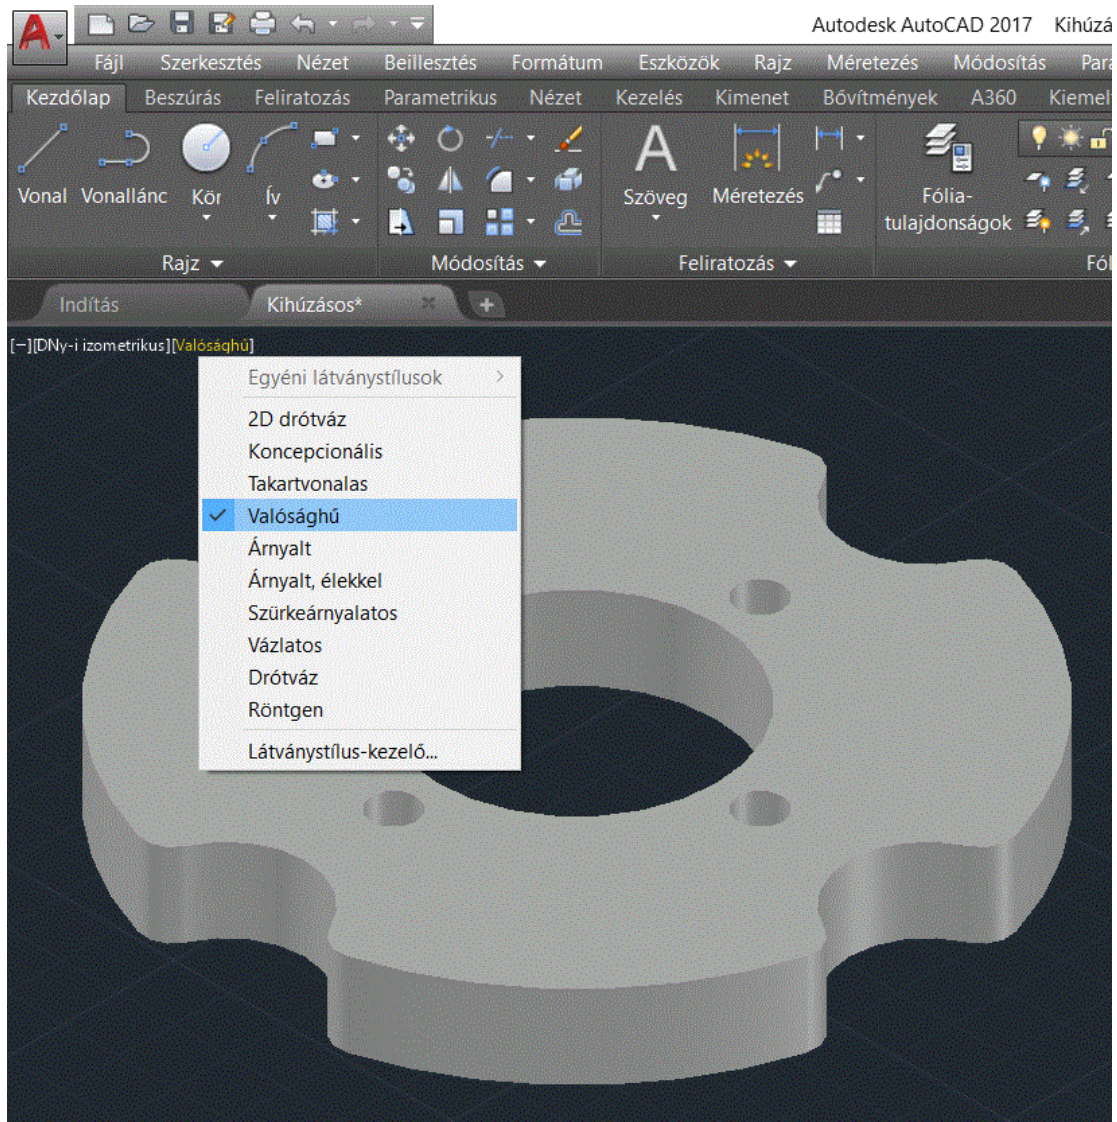 Autodesk AutoCAD 2017 Kihúzá
Fájl Szerkesztés Nézet Beillesztés Formátum Eszközök Rajz Méretezés Módosítás Para
Kezdőlap Beszúrás Feliratozás Parametrikus Nézet Kezelés Kimenet Bővítmények A360 Kiemel
Vonal Vonallánc Kör Ív Szöveg Méretezés Fólia-
tulajdonságok
Rajz Módosítás Feliratozás Fól
Indítás Kihúzásos*
[−][DNy-i izometrikus][Valósághű]
Egyéni látványstílusok
2D drótváz
Koncepcionális
Takartvonalas
Valósághű
Árnyalt
Árnyalt, élekkel
Szürkeárnyalatos
Vázlatos
Drótváz
Röntgen
Látványstílus-kezelő...